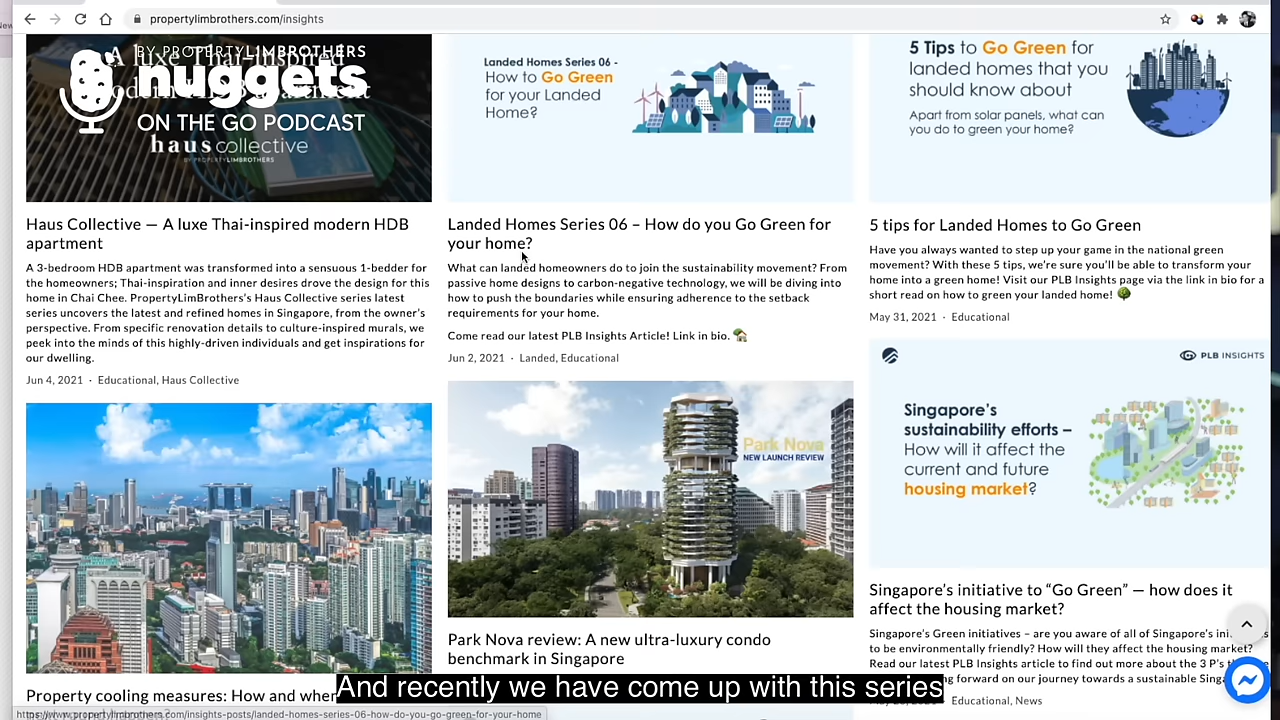 propertylimbrothers.com/insights
BY PROPERTYLIMBROTHERS
nuggets
ON THE GO PODCAST
A luxe Thai-inspired
haus collective
BY PROPERTYLIMBROTHERS
Haus Collective — A luxe Thai-inspired modern HDB
apartment
A 3-bedroom HDB apartment was transformed into a sensuous 1-bedder for
the homeowners; Thai-inspiration and inner desires drove the design for this
home in Chai Chee. PropertyLimBrothers's Haus Collective series latest
series uncovers the latest and refined homes in Singapore, from the owner's
perspective. From specific renovation details to culture-inspired murals, we
peek into the minds of this highly-driven individuals and get inspirations for
our dwelling.
Jun 4, 2021 · Educational, Haus Collective
Property cooling measures: How and when
Landed Homes Series 06 -
How to Go Green
for your Landed
Home?
Landed Homes Series 06 – How do you Go Green for
your home?
What can landed homeowners do to join the sustainability movement? From
passive home designs to carbon-negative technology, we will be diving into
how to push the boundaries while ensuring adherence to the setback
requirements for your home.
Come read our latest PLB Insights Article! Link in bio. 🏡
Jun 2, 2021 · Landed, Educational
Park Nova
NEW LAUNCH REVIEW
Park Nova review: A new ultra-luxury condo
benchmark in Singapore
5 Tips to Go Green for
landed homes that you
should know about
Apart from solar panels, what can
you do to green your home?
5 tips for Landed Homes to Go Green
Have you always wanted to step up your game in the national green
movement? With these 5 tips, we're sure you'll be able to transform your
home into a green home! Visit our PLB Insights page via the link in bio for a
short read on how to green your landed home! 🌳
May 31, 2021 · Educational
PLB INSIGHTS
Singapore's
sustainability efforts –
How will it affect the
current and future
housing market?
Singapore's initiative to “Go Green” — how does it
affect the housing market?
Singapore's Green initiatives – are you aware of all of Singapore's
to be environmentally friendly? How will they affect the housing market?
Read our latest PLB Insights article to find out more about the 3 P's
ing forward on our journey towards a sustainable
Educational, News
And recently we have come up with this series
https://www.propertylimbrothers.com/insights-posts/landed-homes-series-06-how-do-you-go-green-for-your-home